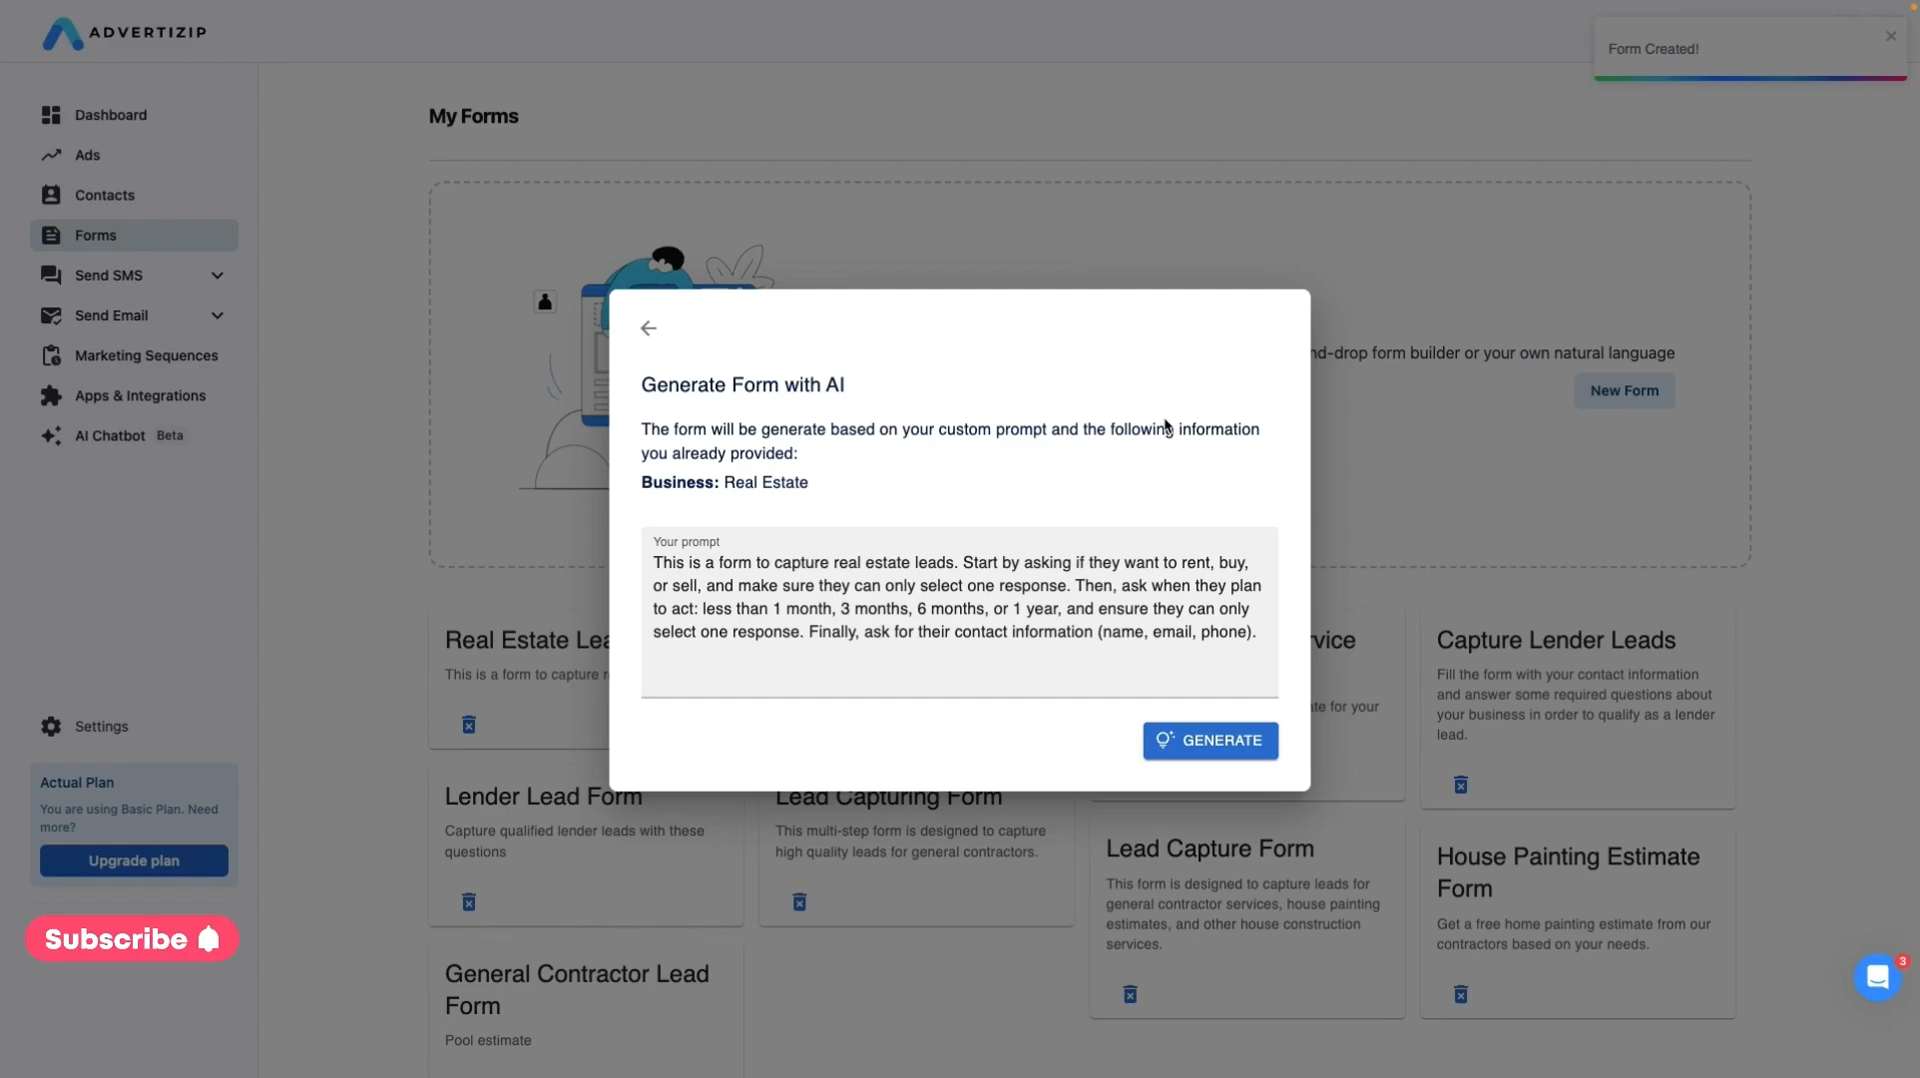 ADVERTIZIP
Form Created!
Dashboard
Ads
Contacts
Forms
Send SMS
Send Email
Marketing Sequences
Apps & Integrations
AI Chatbot Beta
Settings
Actual Plan
You are using Basic Plan. Need
more?
Upgrade plan
Subscribe
My Forms
nd-drop form builder or your own natural language
New Form
Generate Form with AI
The form will be generate based on your custom prompt and the following information
you already provided:
Business: Real Estate
Your prompt
This is a form to capture real estate leads. Start by asking if they want to rent, buy,
or sell, and make sure they can only select one response. Then, ask when they plan
to act: less than 1 month, 3 months, 6 months, or 1 year, and ensure they can only
select one response. Finally, ask for their contact information (name, email, phone).
GENERATE
Real Estate Lea
This is a form to capture r
rvice
ate for your
Capture Lender Leads
Fill the form with your contact information
and answer some required questions about
your business in order to qualify as a lender
lead.
Lender Lead Form
Capture qualified lender leads with these
questions
Lead Capturing Form
This multi-step form is designed to capture
high quality leads for general contractors.
Lead Capture Form
This form is designed to capture leads for
general contractor services, house painting
estimates, and other house construction
services.
House Painting Estimate
Form
Get a free home painting estimate from our
contractors based on your needs.
General Contractor Lead
Form
Pool estimate
3